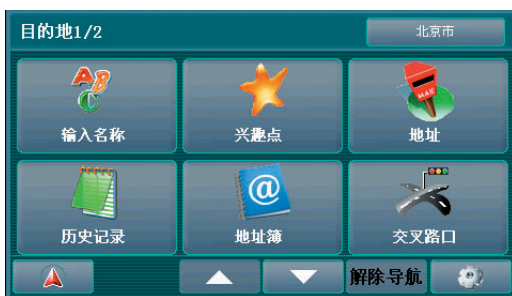 目的地1/2
北京市
输入名称
兴趣点
地址
历史记录
地址簿
交叉路口
解除导航